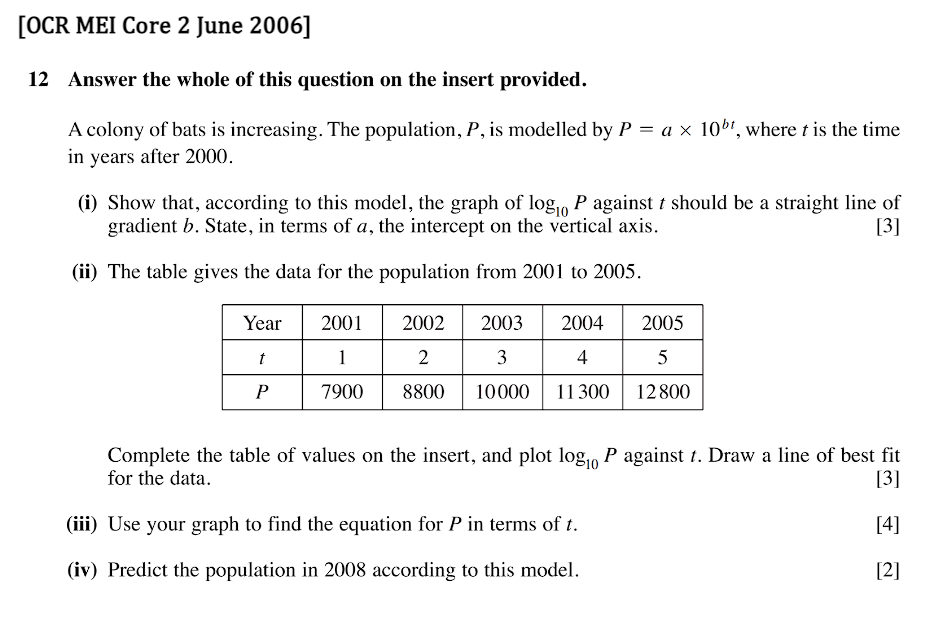 [OCR MEI Core 2 June 2006]
12 Answer the whole of this question on the insert provided.
A colony of bats is increasing. The population, P, is modelled by P = a × 10^{bt}, where t is the time
in years after 2000.
(i) Show that, according to this model, the graph of log₁₀ P against t should be a straight line of
gradient b. State, in terms of a, the intercept on the vertical axis. [3]
(ii) The table gives the data for the population from 2001 to 2005.
Year 2001 2002 2003 2004 2005
t 1 2 3 4 5
P 7900 8800 10000 11300 12800
Complete the table of values on the insert, and plot log₁₀ P against t. Draw a line of best fit
for the data. [3]
(iii) Use your graph to find the equation for P in terms of t. [4]
(iv) Predict the population in 2008 according to this model. [2]